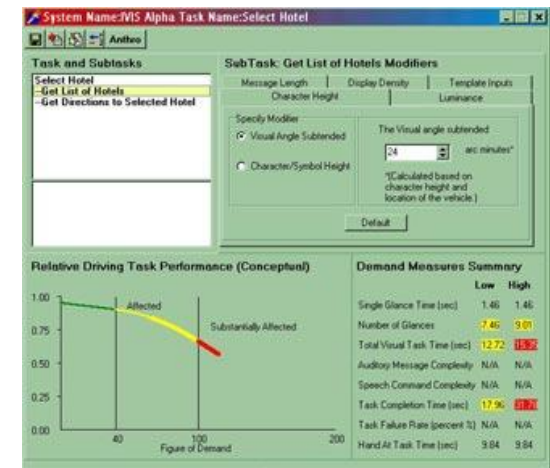 System Name:IVIS Alpha Task Name:Select Hotel
Anthro
Task and Subtasks
Select Hotel
--Get List of Hotels
--Get Directions to Selected Hotel
SubTask: Get List of Hotels Modifiers
Message Length
Display Density
Template Inputs
Character Height
Luminance
Specify Modifier
Visual Angle Subtended
Character/Symbol Height
The Visual angle subtended
24
arc minutes*
*(Calculated based on
character height and
location of the vehicle.)
Default
Relative Driving Task Performance (Conceptual)
1.00
0.75
0.50
0.25
0.00
Affected
Substantially Affected
40
100
200
Figure of Demand
Demand Measures Summary
Low High
Single Glance Time (sec) 1.46 1.46
Number of Glances 7.46 9.01
Total Visual Task Time (sec) 12.72
Auditory Message Complexity N/A N/A
Speech Command Complexity N/A N/A
Task Completion Time (sec) 17.96
Task Failure Rate (percent %) N/A N/A
Hand At Task Time (sec) 9.84 9.84